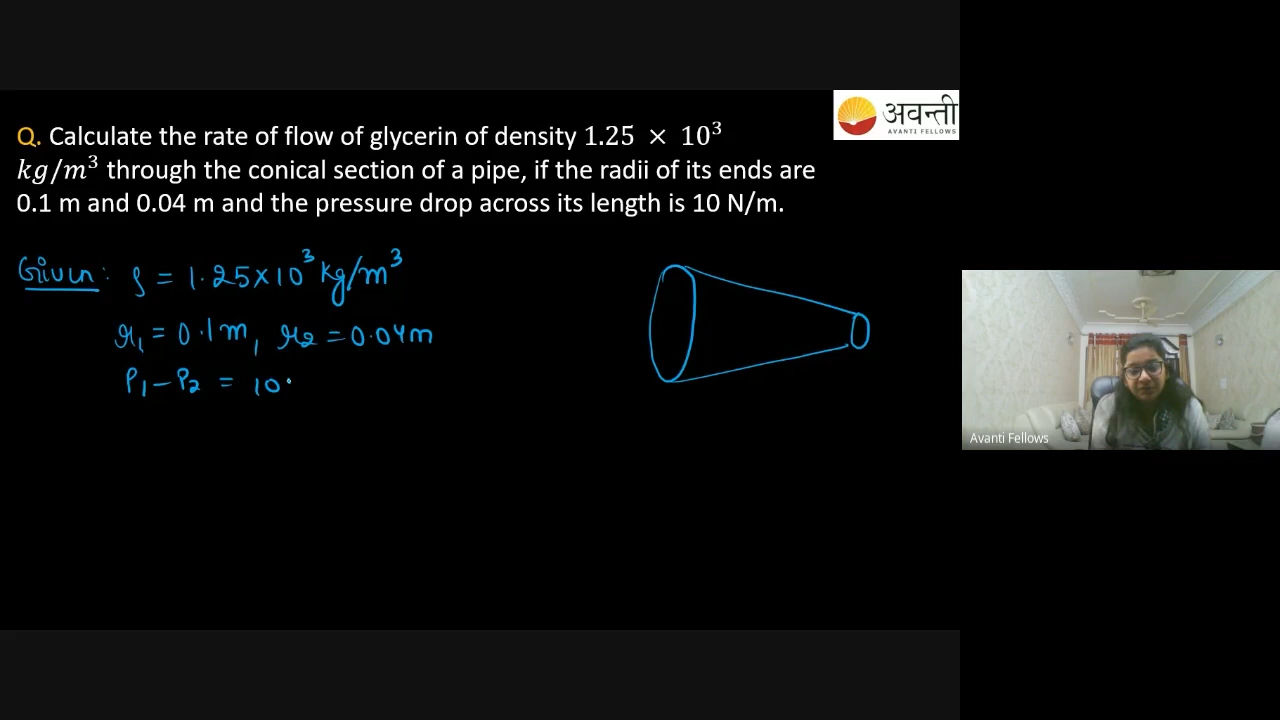 अवन्ती
AVANTI FELLOWS
Q. Calculate the rate of flow of glycerin of density 1.25 × 10³
kg/m³ through the conical section of a pipe, if the radii of its ends are
0.1 m and 0.04 m and the pressure drop across its length is 10 N/m.
Given: ρ = 1.25×10³ kg/m³
r₁ = 0.1m, r₂ = 0.04m
P₁ – P₂ = 10
Avanti Fellows